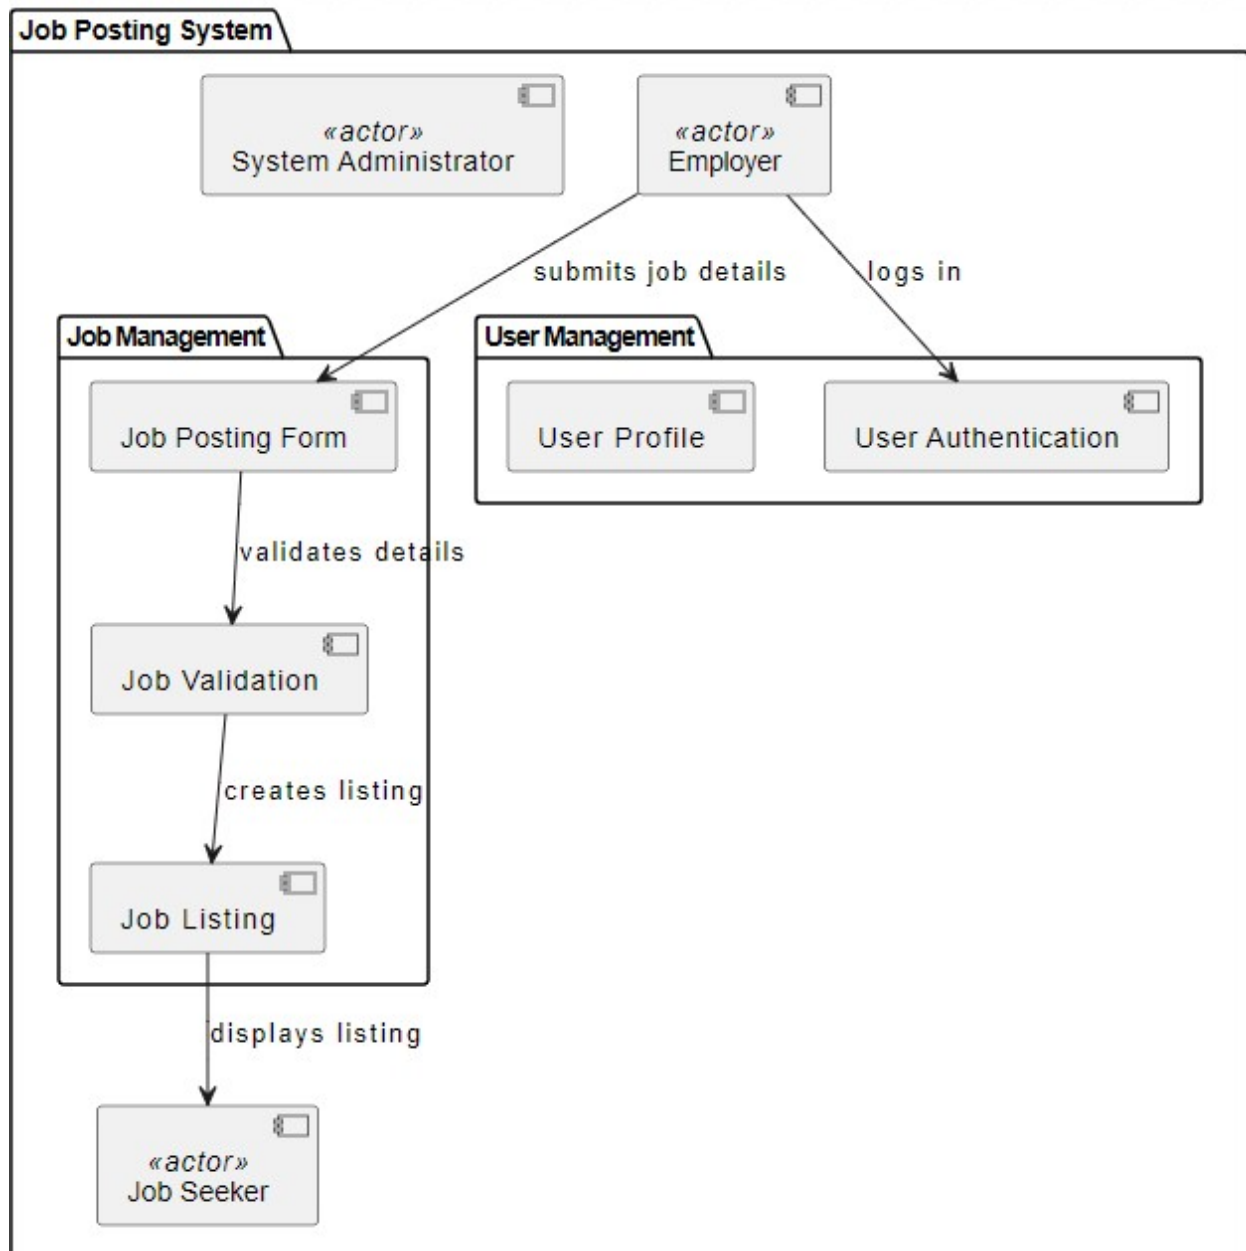 Job Posting System
«actor»
System Administrator
«actor»
Employer
submits job details
logs in
Job Management
User Management
Job Posting Form
User Profile
User Authentication
validates details
Job Validation
creates listing
Job Listing
displays listing
«actor»
Job Seeker